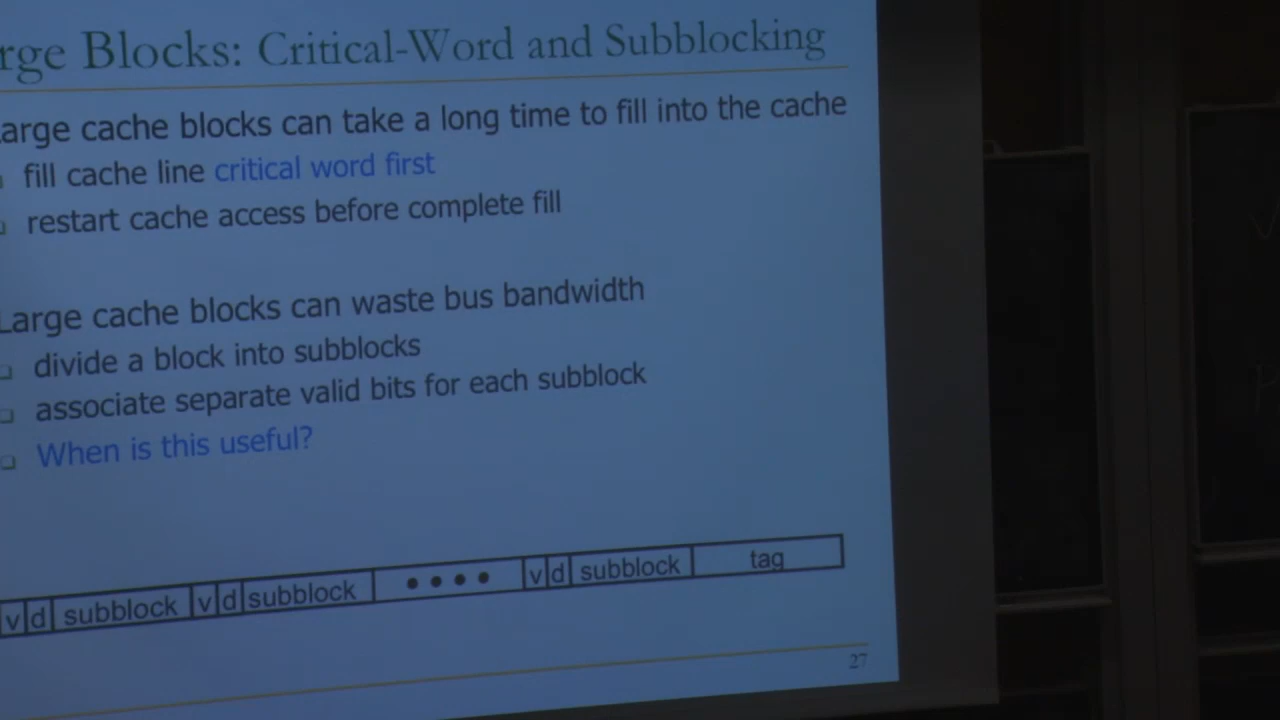 rge Blocks: Critical-Word and Subblocking
arge cache blocks can take a long time to fill into the cache
fill cache line critical word first
restart cache access before complete fill
Large cache blocks can waste bus bandwidth
divide a block into subblocks
associate separate valid bits for each subblock
When is this useful?
v d subblock v d subblock • • • • v d subblock tag
27